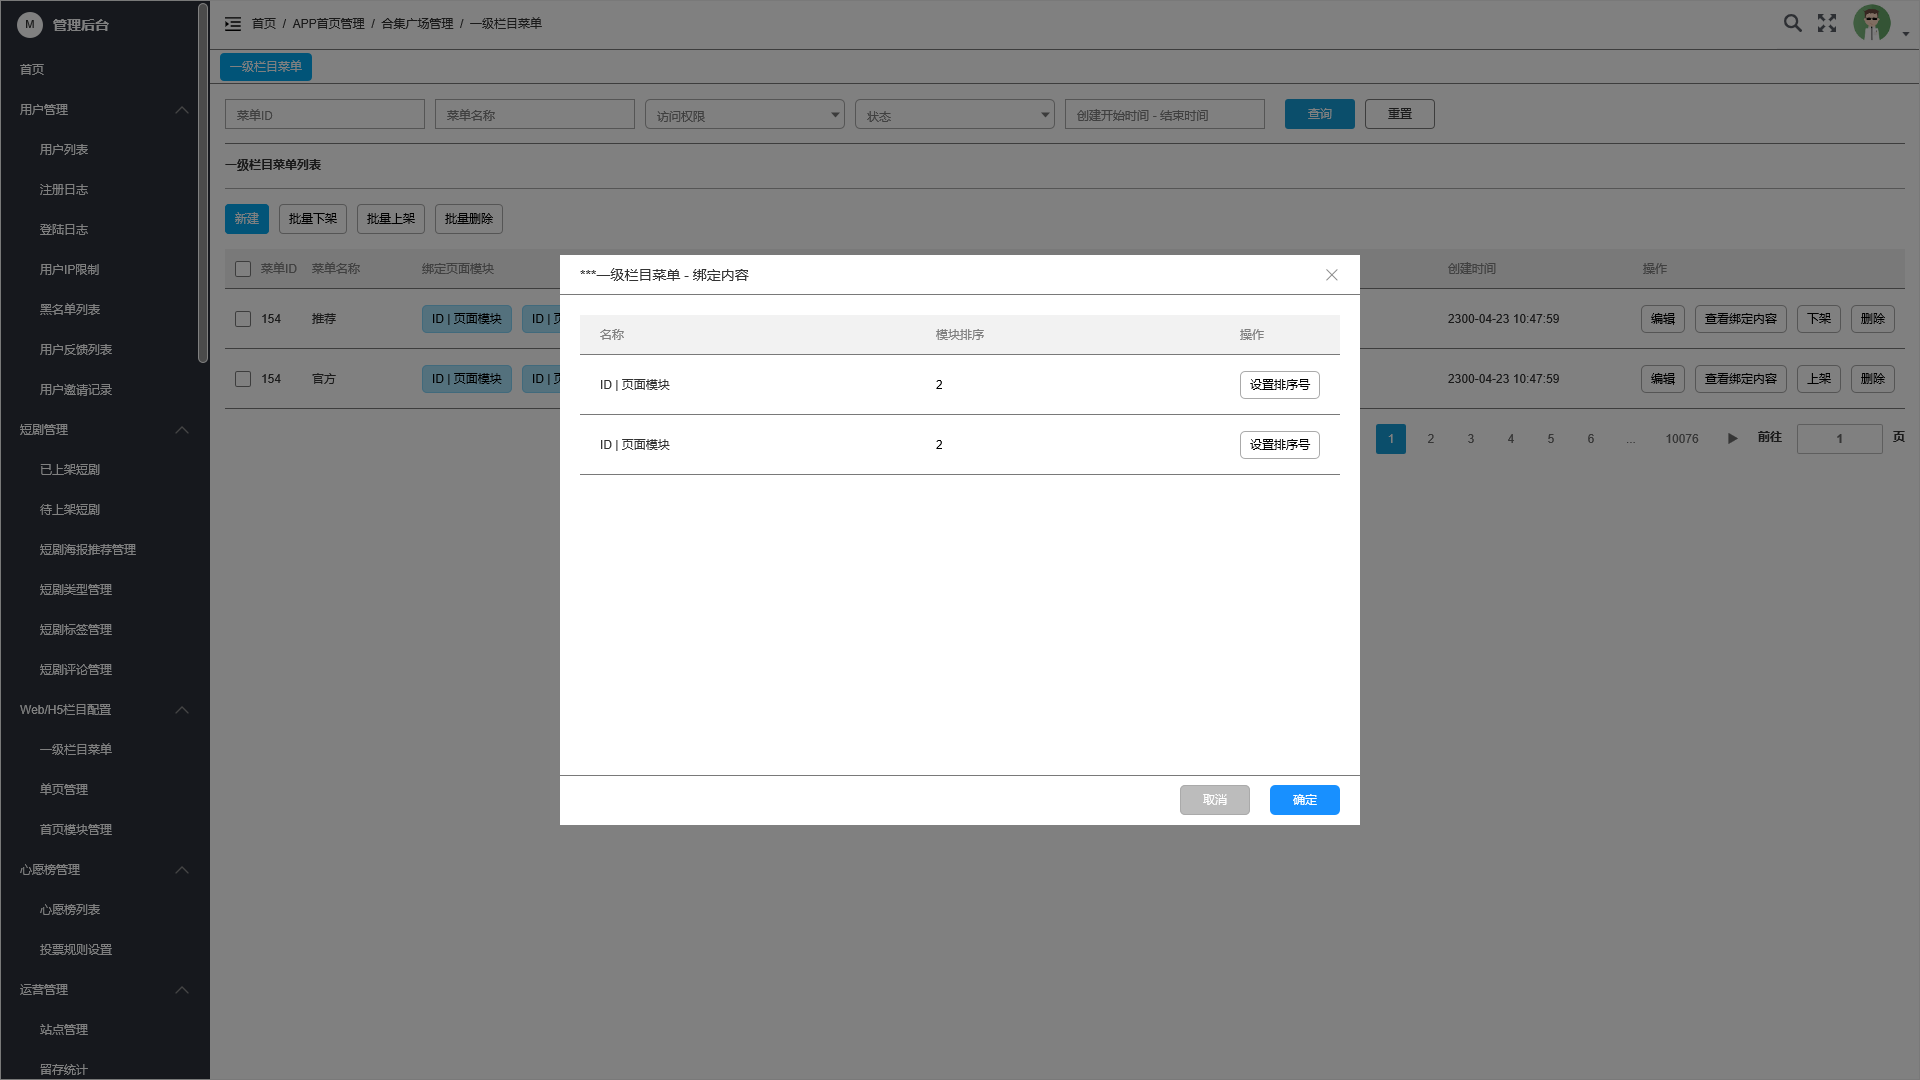 M 管理后台
首页 / APP首页管理 / 合集广场管理 / 一级栏目菜单
首页
用户管理
用户列表
注册日志
登陆日志
用户IP限制
黑名单列表
用户反馈列表
用户邀请记录
短剧管理
已上架短剧
待上架短剧
短剧海报推荐管理
短剧类型管理
短剧标签管理
短剧评论管理
Web/H5栏目配置
一级栏目菜单
单页管理
首页模块管理
心愿榜管理
心愿榜列表
投票规则设置
运营管理
站点管理
留存统计
一级栏目菜单
菜单ID 菜单名称 访问权限 状态 创建开始时间 - 结束时间 查询 重置
一级栏目菜单列表
新建 批量下架 批量上架 批量删除
菜单ID 菜单名称 绑定页面模块 创建时间 操作
154 推荐 ID | 页面模块 ID | 2300-04-23 10:47:59 编辑 查看绑定内容 下架 删除
154 官方 ID | 页面模块 ID | 2300-04-23 10:47:59 编辑 查看绑定内容 上架 删除
1 2 3 4 5 6 ... 10076 前往 1 页
***一级栏目菜单 - 绑定内容
名称 模块排序 操作
ID | 页面模块 2 设置排序号
ID | 页面模块 2 设置排序号
取消 确定